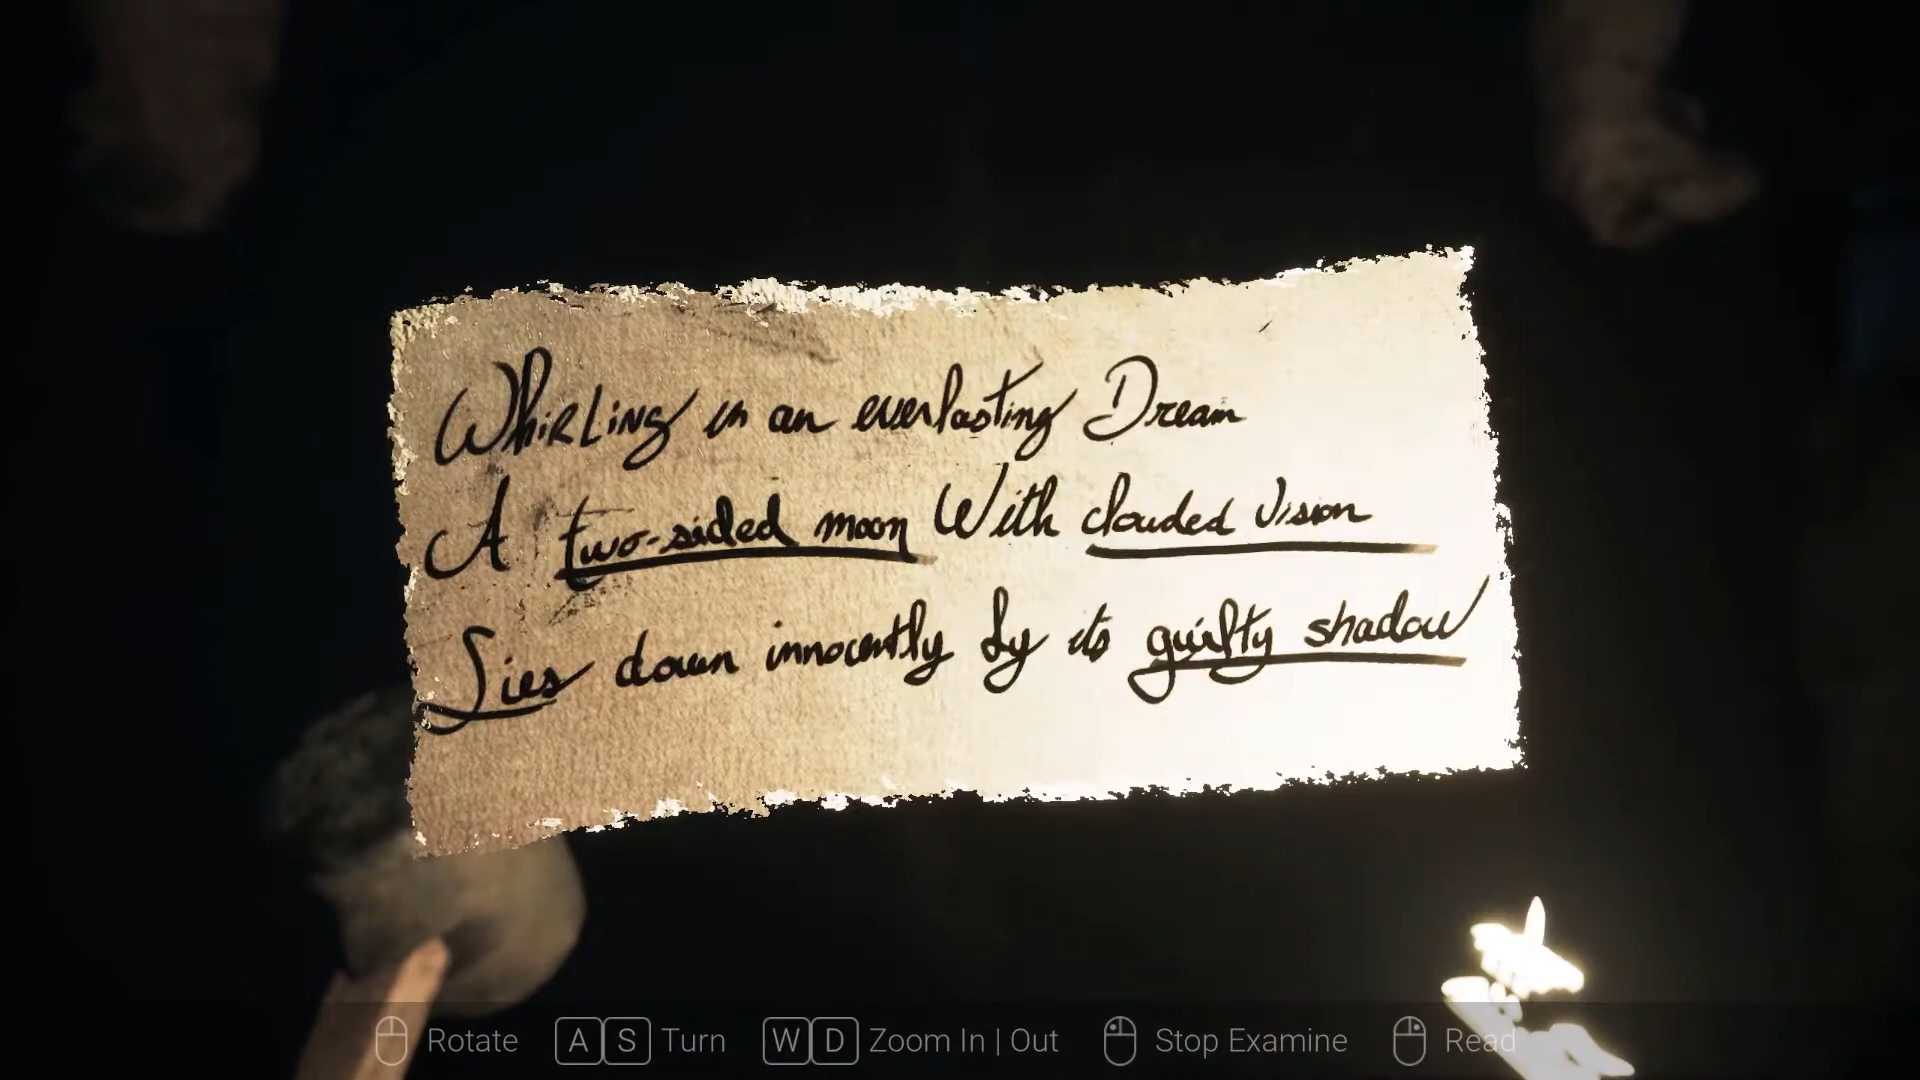 Whirling in an everlasting Dream
A two-sided moon With clouded vision
Lies down innocently by its guilty shadow
Rotate A S Turn W D Zoom In | Out Stop Examine Read